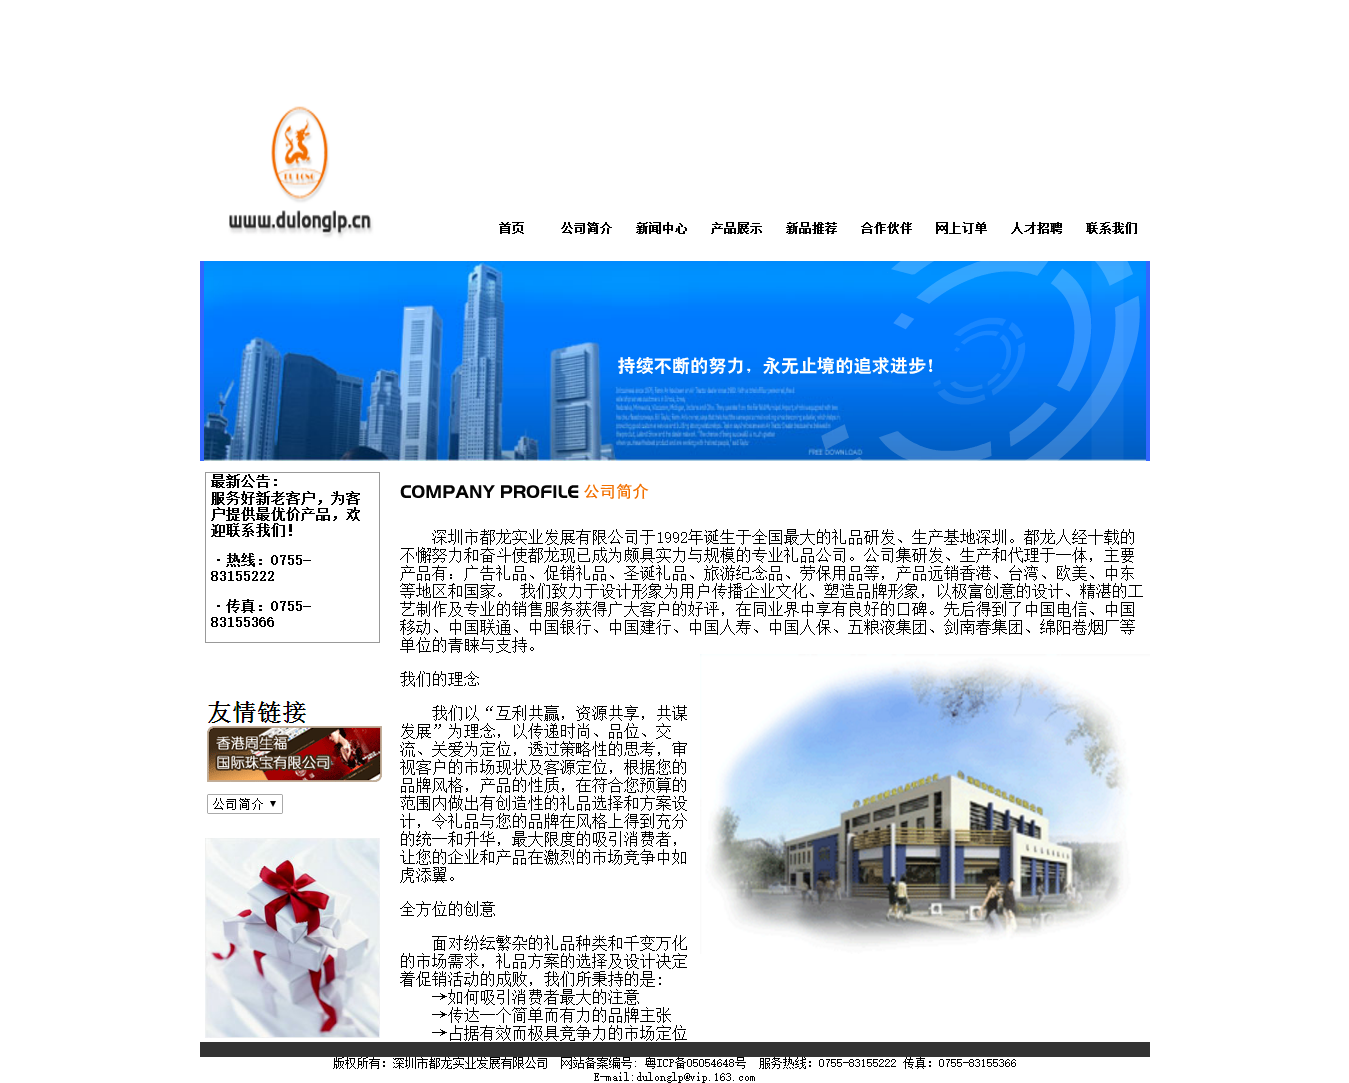 DU LONG
www.dulonglp.cn
首页 公司简介 新闻中心 产品展示 新品推荐 合作伙伴 网上订单 人才招聘 联系我们
持续不断的努力，永无止境的追求进步！
FREE DOWNLOAD
最新公告：
服务好新老客户，为客
户提供最优价产品，欢
迎联系我们！
·热线：0755-
83155222
·传真：0755-
83155366
友情链接
香港周生福
国际珠宝有限公司
公司简介 ▼
COMPANY PROFILE 公司简介
深圳市都龙实业发展有限公司于1992年诞生于全国最大的礼品研发、生产基地深圳。都龙人经十载的
不懈努力和奋斗使都龙现已成为颇具实力与规模的专业礼品公司。公司集研发、生产和代理于一体，主要
产品有：广告礼品、促销礼品、圣诞礼品、旅游纪念品、劳保用品等，产品远销香港、台湾、欧美、中东
等地区和国家。 我们致力于设计形象为用户传播企业文化、塑造品牌形象，以极富创意的设计、精湛的工
艺制作及专业的销售服务获得广大客户的好评，在同业界中享有良好的口碑。先后得到了中国电信、中国
移动、中国联通、中国银行、中国建行、中国人寿、中国人保、五粮液集团、剑南春集团、绵阳卷烟厂等
单位的青睐与支持。
我们的理念
我们以“互利共赢，资源共享，共谋
发展”为理念，以传递时尚、品位、交
流、关爱为定位，透过策略性的思考，审
视客户的市场现状及客源定位，根据您的
品牌风格，产品的性质，在符合您预算的
范围内做出有创造性的礼品选择和方案设
计，令礼品与您的品牌在风格上得到充分
的统一和升华，最大限度的吸引消费者，
让您的企业和产品在激烈的市场竞争中如
虎添翼。
全方位的创意
面对纷纭繁杂的礼品种类和千变万化
的市场需求，礼品方案的选择及设计决定
着促销活动的成败，我们所秉持的是：
→如何吸引消费者最大的注意
→传达一个简单而有力的品牌主张
→占据有效而极具竞争力的市场定位
版权所有：深圳市都龙实业发展有限公司 网站备案编号：粤ICP备05054648号 服务热线：0755-83155222 传真：0755-83155366
E-mail:dulonglp@vip.163.com